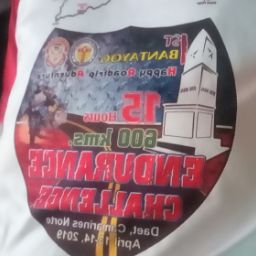 1ST
BANTAYOG
Happy Roadtrip Adventure
15 Hours
600 kms.
ENDURANCE
CHALLENGE
Daet, Camarines Norte
April 13-14, 2019